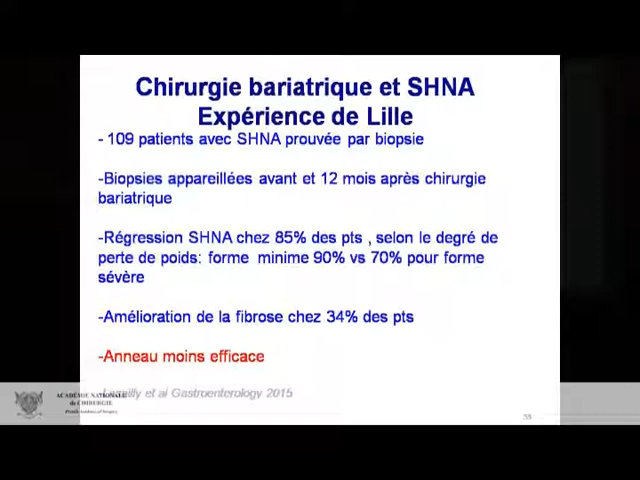 Chirurgie bariatrique et SHNA
Expérience de Lille
- 109 patients avec SHNA prouvée par biopsie
-Biopsies appareillées avant et 12 mois après chirurgie
bariatrique
-Régression SHNA chez 85% des pts , selon le degré de
perte de poids: forme minime 90% vs 70% pour forme
sévère
-Amélioration de la fibrose chez 34% des pts
-Anneau moins efficace
et al Gastroenterology 2015
ACADÉMIE NATIONALE
de CHIRURGIE